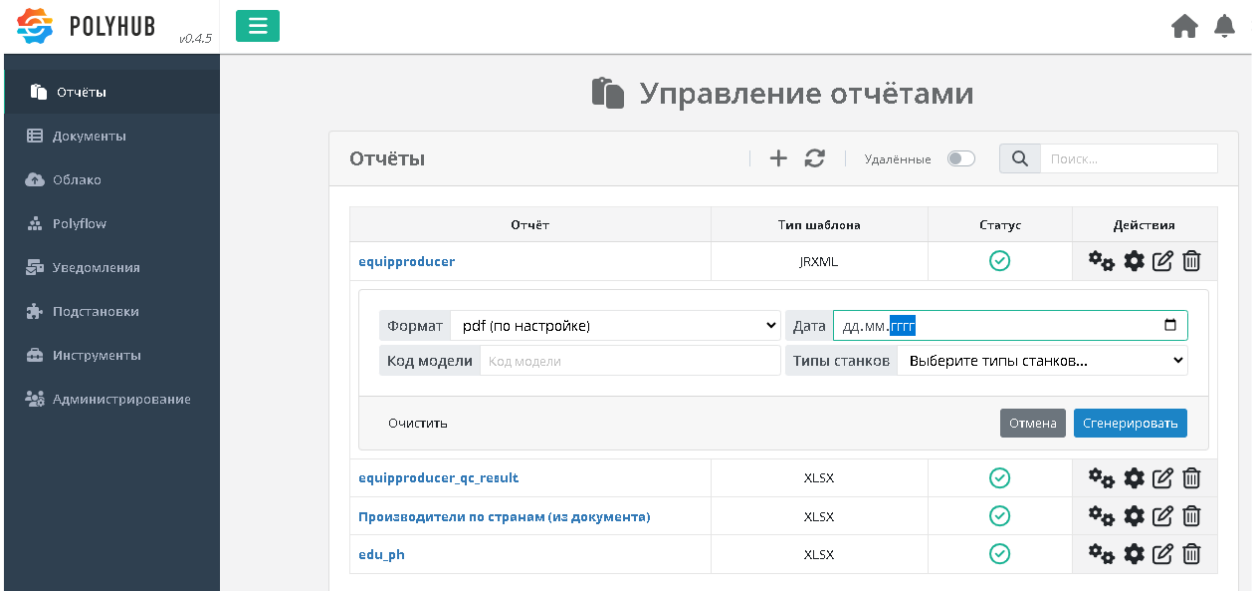 POLYHUB v0.4.5
Отчёты
Документы
Облако
Polyflow
Уведомления
Подстановки
Инструменты
Администрирование
Управление отчётами
Отчёты Удалённые Поиск...
Отчёт Тип шаблона Статус Действия
equipproducer JRXML
Формат pdf (по настройке) Дата дд.мм.гггг
Код модели Код модели Типы станков Выберите типы станков...
Очистить Отмена Сгенерировать
equipproducer_qc_result XLSX
Производители по странам (из документа) XLSX
edu_ph XLSX